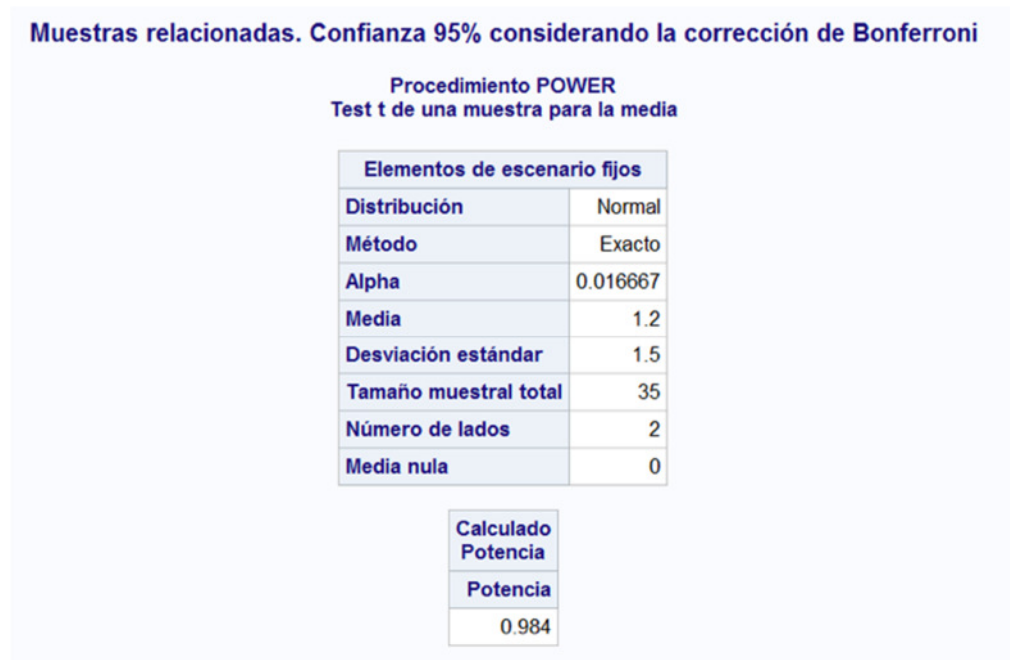 Muestras relacionadas. Confianza 95% considerando la corrección de Bonferroni
Procedimiento POWER
Test t de una muestra para la media
Elementos de escenario fijos
Distribución Normal
Método Exacto
Alpha 0.016667
Media 1.2
Desviación estándar 1.5
Tamaño muestral total 35
Número de lados 2
Media nula 0
Calculado
Potencia
Potencia
0.984